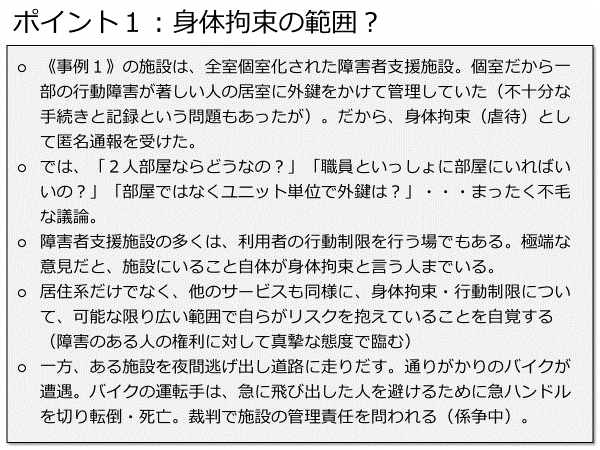 ポイント１：身体拘束の範囲？
○ 《事例１》の施設は、全室個室化された障害者支援施設。個室だから一
部の行動障害が著しい人の居室に外鍵をかけて管理していた（不十分な
手続きと記録という問題もあったが）。だから、身体拘束（虐待）とし
て匿名通報を受けた。
○ では、「２人部屋ならどうなの？」「職員といっしょに部屋にいればい
いの？」「部屋ではなくユニット単位で外鍵は？」・・・まったく不毛
な議論。
○ 障害者支援施設の多くは、利用者の行動制限を行う場でもある。極端な
意見だと、施設にいること自体が身体拘束と言う人までいる。
○ 居住系だけでなく、他のサービスも同様に、身体拘束・行動制限につい
て、可能な限り広い範囲で自らがリスクを抱えていることを自覚する
（障害のある人の権利に対して真摯な態度で臨む）
○ 一方、ある施設を夜間逃げ出し道路に走りだす。通りがかりのバイクが
遭遇。バイクの運転手は、急に飛び出した人を避けるために急ハンドル
を切り転倒・死亡。裁判で施設の管理責任を問われる（係争中）。